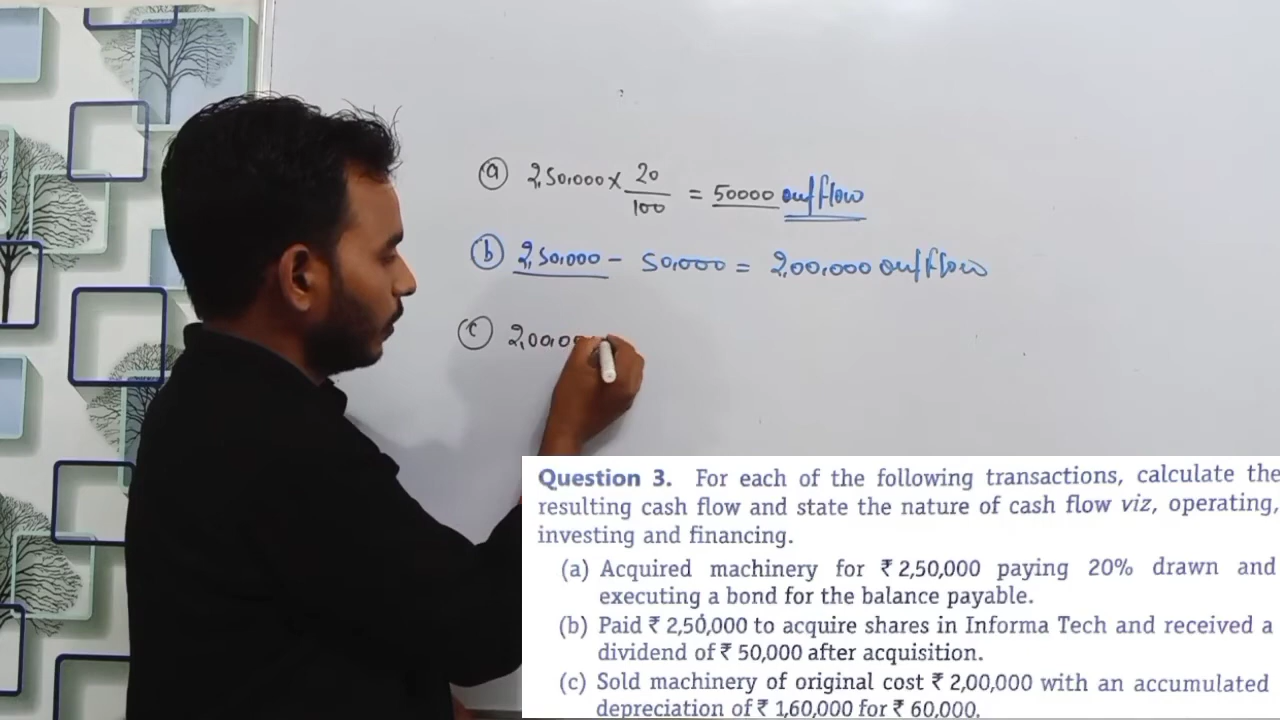 (a) 2,50,000 × 20/100 = 50000 outflow
(b) 2,50,000 - 50,000 = 2,00,000 outflow
(c) 2,00,00
Question 3. For each of the following transactions, calculate the
resulting cash flow and state the nature of cash flow viz, operating,
investing and financing.
(a) Acquired machinery for ₹ 2,50,000 paying 20% drawn and
executing a bond for the balance payable.
(b) Paid ₹ 2,50,000 to acquire shares in Informa Tech and received a
dividend of ₹ 50,000 after acquisition.
(c) Sold machinery of original cost ₹ 2,00,000 with an accumulated
depreciation of ₹ 1,60,000 for ₹ 60,000.